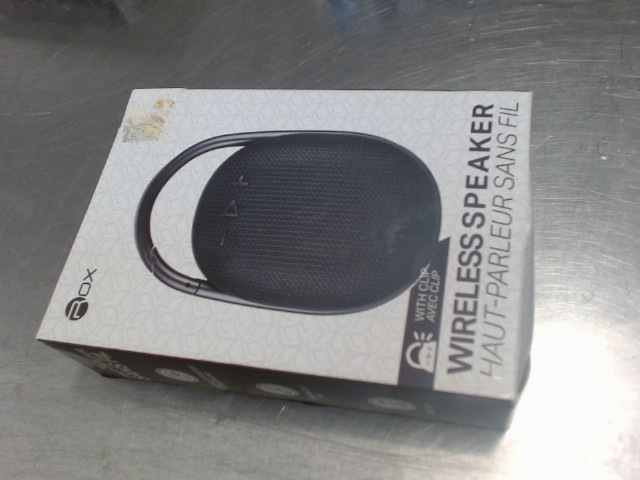 WIRELESS SPEAKER
HAUT-PARLEUR SANS FIL
WITH CLIP
AVEC CLIP
ROX